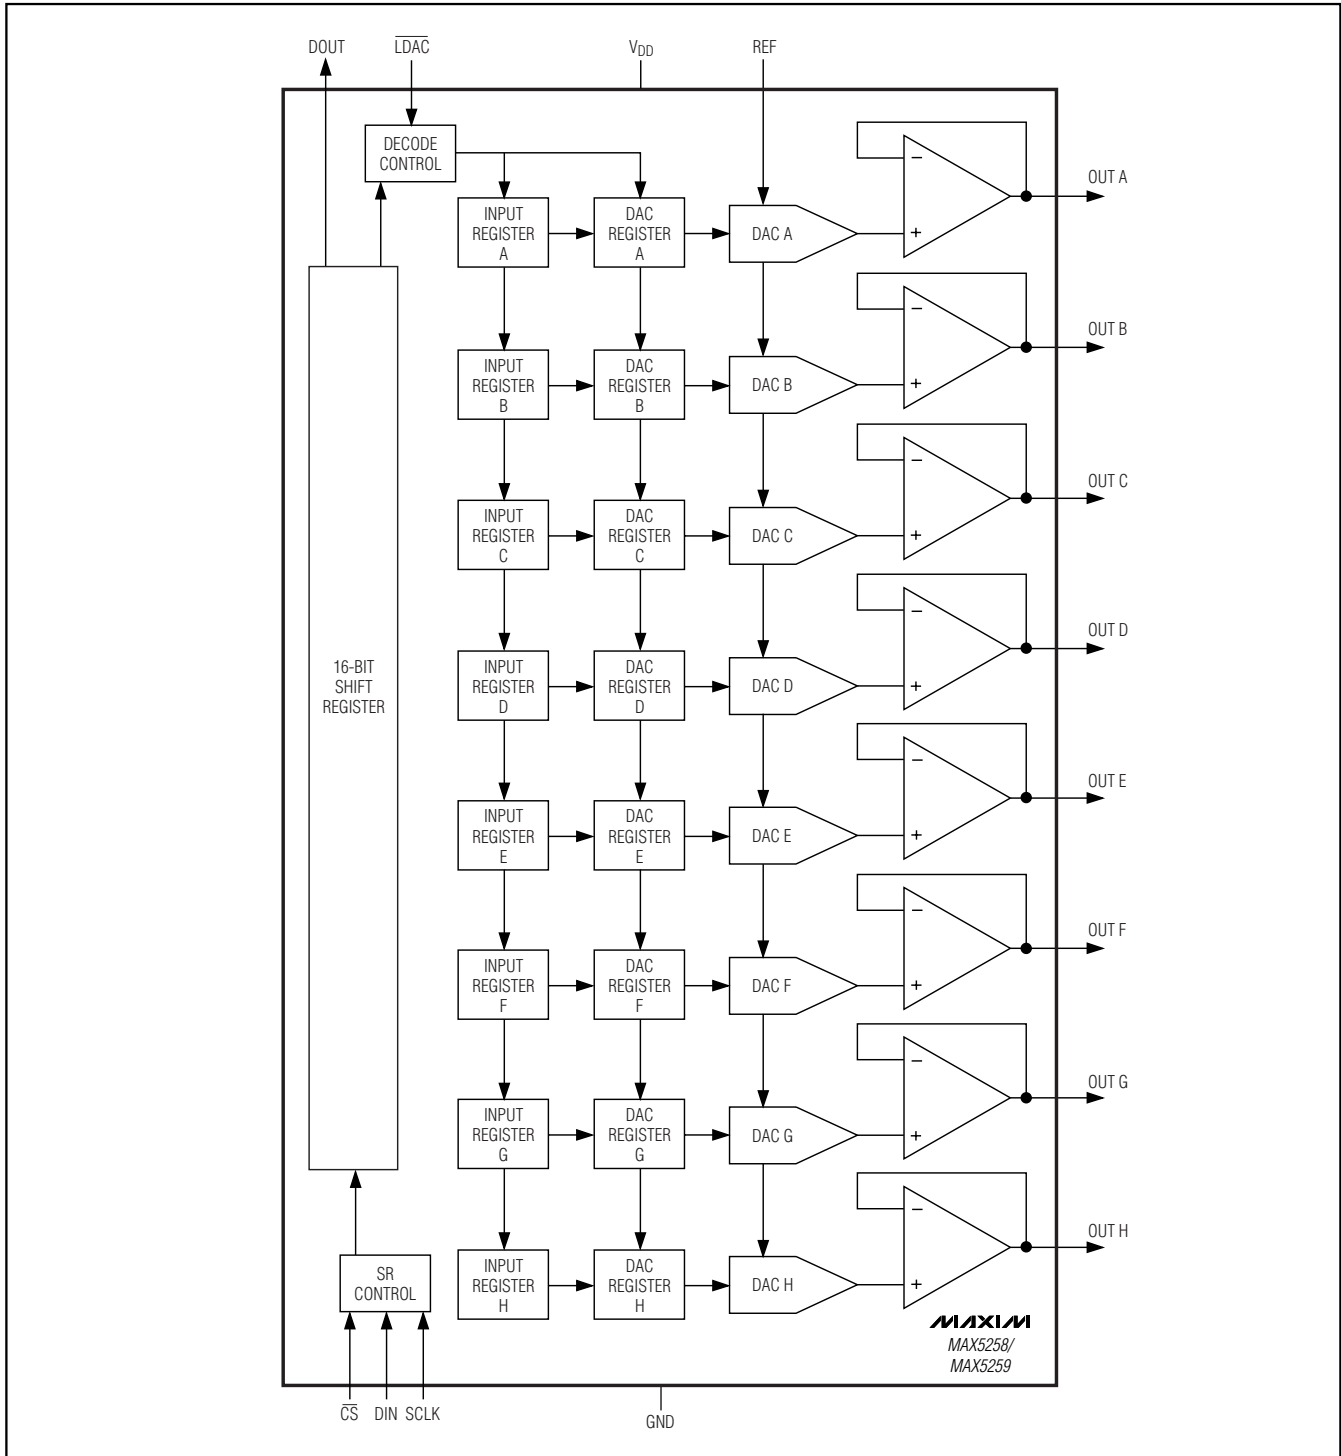 DOUT
LDAC
VDD
REF
DECODE
CONTROL
OUT A
INPUT
REGISTER
A
DAC
REGISTER
A
DAC A
−
+
OUT B
INPUT
REGISTER
B
DAC
REGISTER
B
DAC B
−
+
OUT C
INPUT
REGISTER
C
DAC
REGISTER
C
DAC C
−
+
OUT D
16-BIT
SHIFT
REGISTER
INPUT
REGISTER
D
DAC
REGISTER
D
DAC D
−
+
OUT E
INPUT
REGISTER
E
DAC
REGISTER
E
DAC E
−
+
OUT F
INPUT
REGISTER
F
DAC
REGISTER
F
DAC F
−
+
OUT G
INPUT
REGISTER
G
DAC
REGISTER
G
DAC G
−
+
OUT H
SR
CONTROL
INPUT
REGISTER
H
DAC
REGISTER
H
DAC H
−
+
MAXIM
MAX5258/
MAX5259
CS
DIN
SCLK
GND